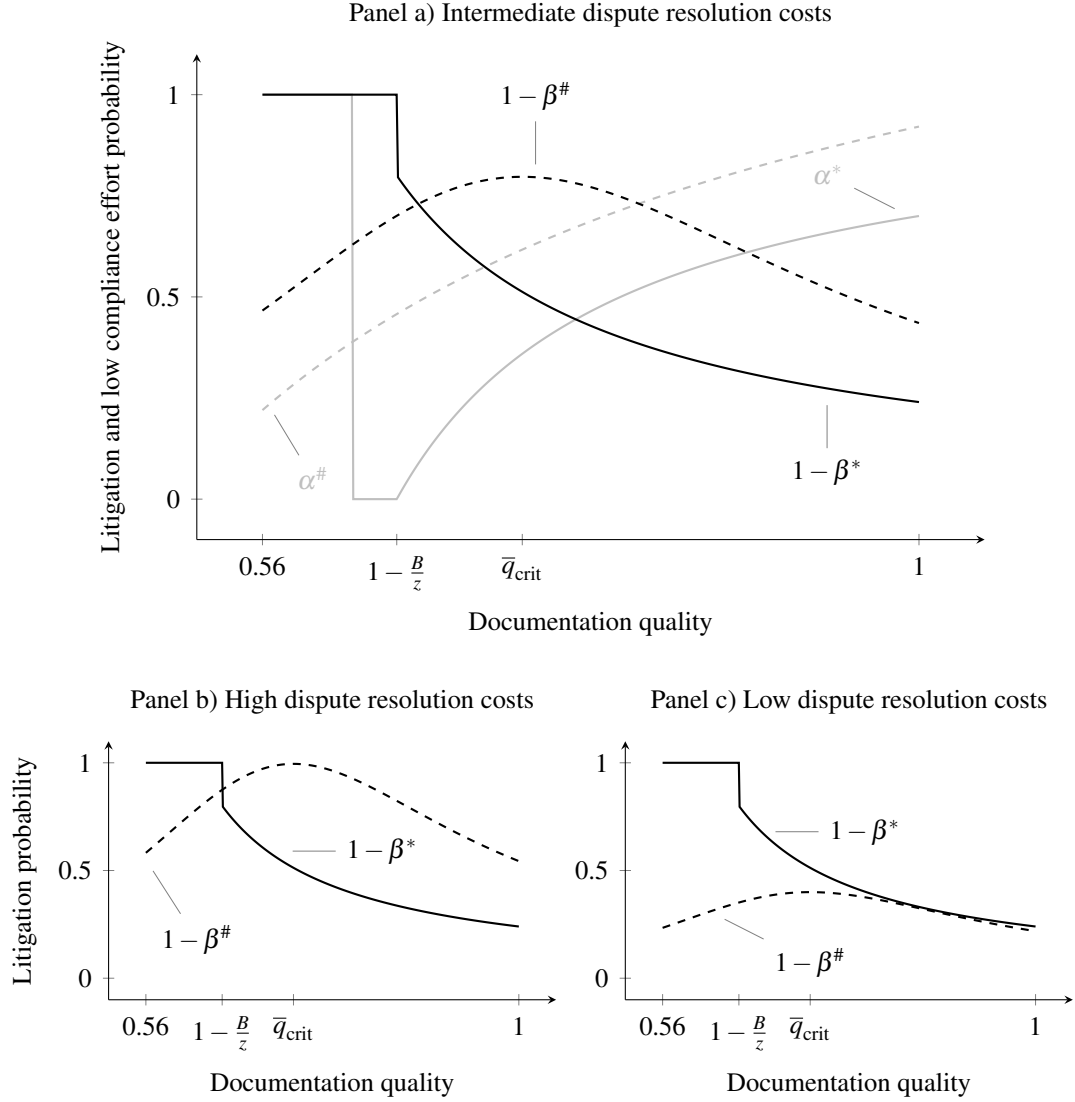 Panel a) Intermediate dispute resolution costs
Litigation and low compliance effort probability
1
0.5
0
1 − β#
α*
α#
1 − β*
0.56
1 − B/z
q̅crit
1
Documentation quality
Panel b) High dispute resolution costs
Litigation probability
1
0.5
0
1 − β*
1 − β#
0.56
1 − B/z
q̅crit
1
Documentation quality
Panel c) Low dispute resolution costs
1
0.5
0
1 − β*
1 − β#
0.56
1 − B/z
q̅crit
1
Documentation quality